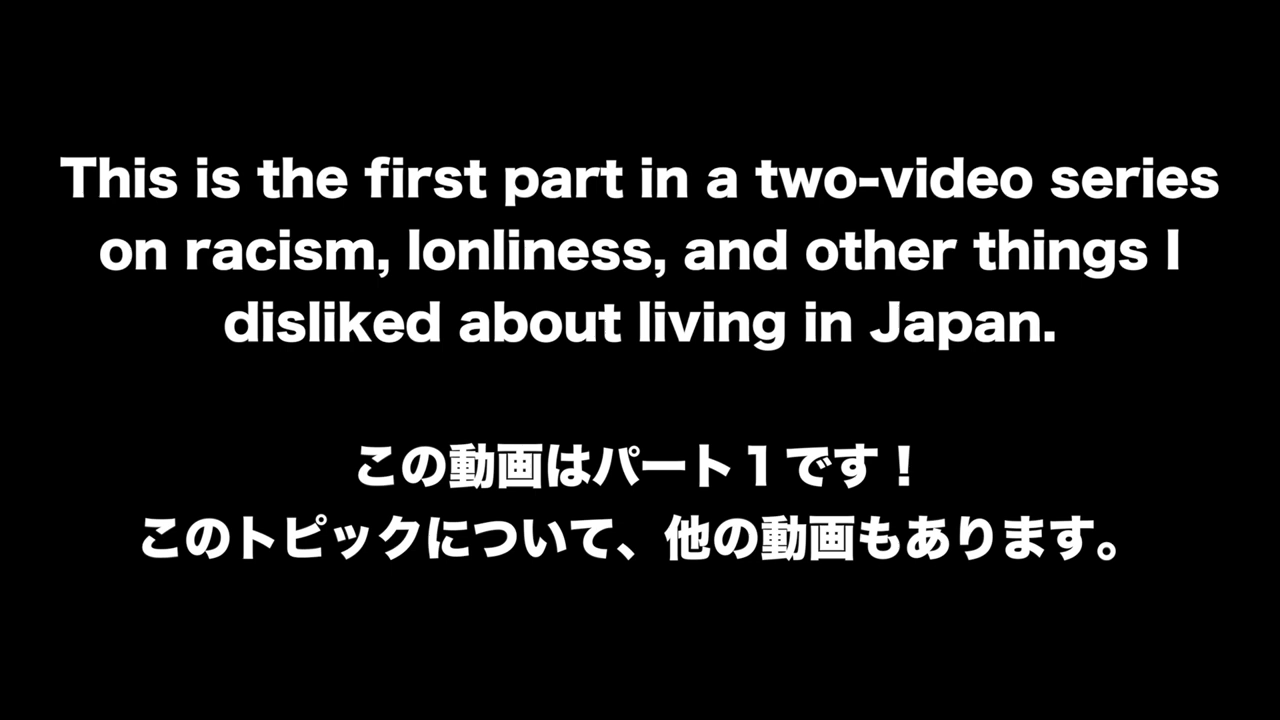 This is the first part in a two-video series
on racism, lonliness, and other things I
disliked about living in Japan.
この動画はパート１です！
このトピックについて、他の動画もあります。